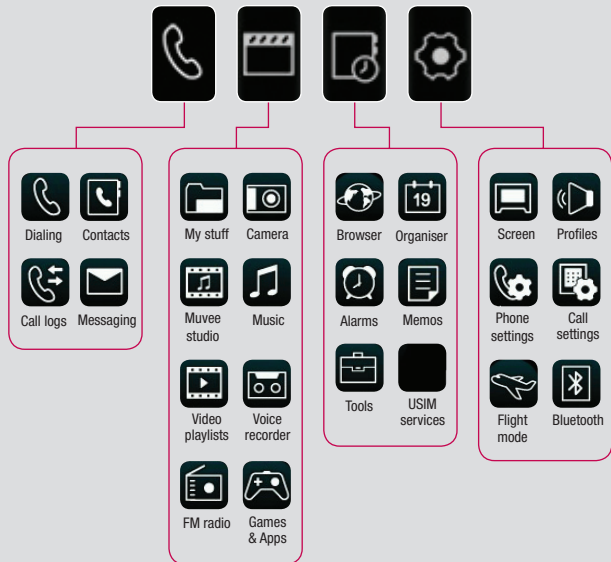 Dialing
Contacts
Call logs
Messaging
My stuff
Camera
Muvee
studio
Music
Video
playlists
Voice
recorder
FM radio
Games
& Apps
Browser
19
Organiser
Alarms
Memos
Tools
USIM
services
Screen
Profiles
Phone
settings
Call
settings
Flight
mode
Bluetooth